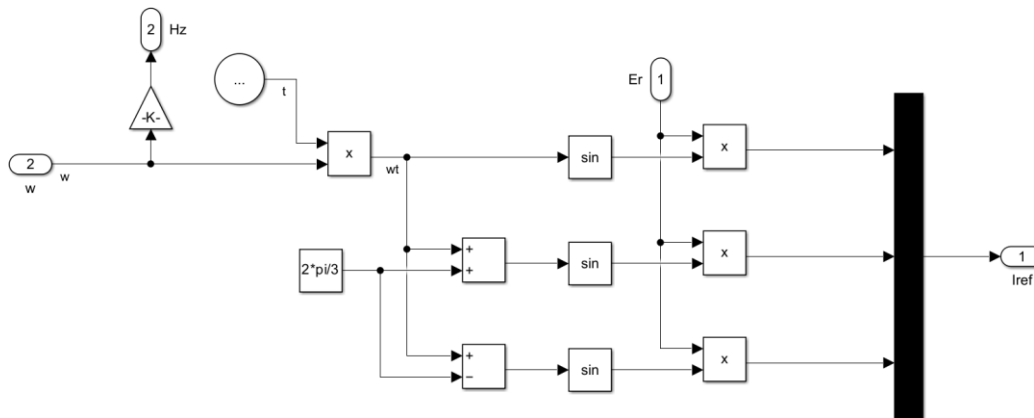 2
Hz
...
t
-K-
Er
1
x
sin
x
2
w
w
wt
2*pi/3
+
+
sin
x
1
Iref
+
−
sin
x